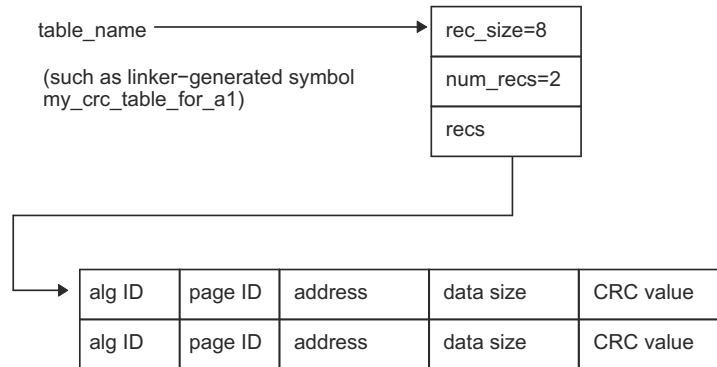 table_name
rec_size=8
(such as linker−generated symbol
my_crc_table_for_a1)
num_recs=2
recs
alg ID page ID address data size CRC value
alg ID page ID address data size CRC value